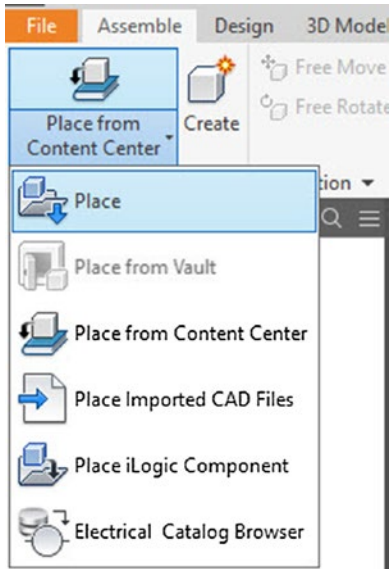 File Assemble Design 3D Model
Free Move
Free Rotate
Place from
Content Center
Create
tion
Place
Place from Vault
Place from Content Center
Place Imported CAD Files
Place iLogic Component
Electrical Catalog Browser